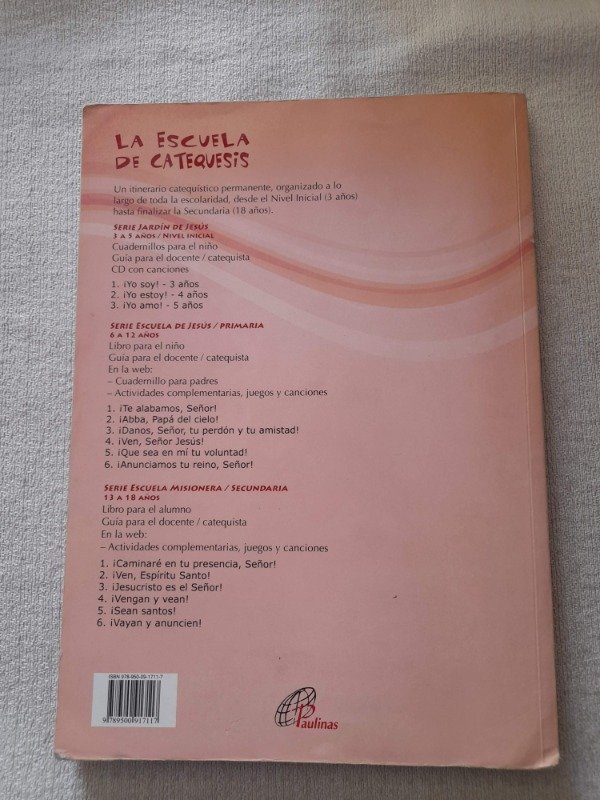 LA ESCUELA
DE CATEQUESIS
Un itinerario catequístico permanente, organizado a lo
largo de toda la escolaridad, desde el Nivel Inicial (3 años)
hasta finalizar la Secundaria (18 años).
SERIE JARDÍN DE JESÚS
3 A 5 AÑOS / NIVEL INICIAL
Cuadernillos para el niño
Guía para el docente / catequista
CD con canciones
1. ¡Yo soy! - 3 años
2. ¡Yo estoy! - 4 años
3. ¡Yo amo! - 5 años
SERIE ESCUELA DE JESÚS / PRIMARIA
6 A 12 AÑOS
Libro para el niño
Guía para el docente / catequista
En la web:
– Cuadernillo para padres
– Actividades complementarias, juegos y canciones
1. ¡Te alabamos, Señor!
2. ¡Abba, Papá del cielo!
3. ¡Danos, Señor, tu perdón y tu amistad!
4. ¡Ven, Señor Jesús!
5. ¡Que sea en mí tu voluntad!
6. ¡Anunciamos tu reino, Señor!
SERIE ESCUELA MISIONERA / SECUNDARIA
13 A 18 AÑOS
Libro para el alumno
Guía para el docente / catequista
En la web:
– Actividades complementarias, juegos y canciones
1. ¡Caminaré en tu presencia, Señor!
2. ¡Ven, Espíritu Santo!
3. ¡Jesucristo es el Señor!
4. ¡Vengan y vean!
5. ¡Sean santos!
6. ¡Vayan y anuncien!
ISBN 978-950-09-1711-7
9789500917117
Paulinas